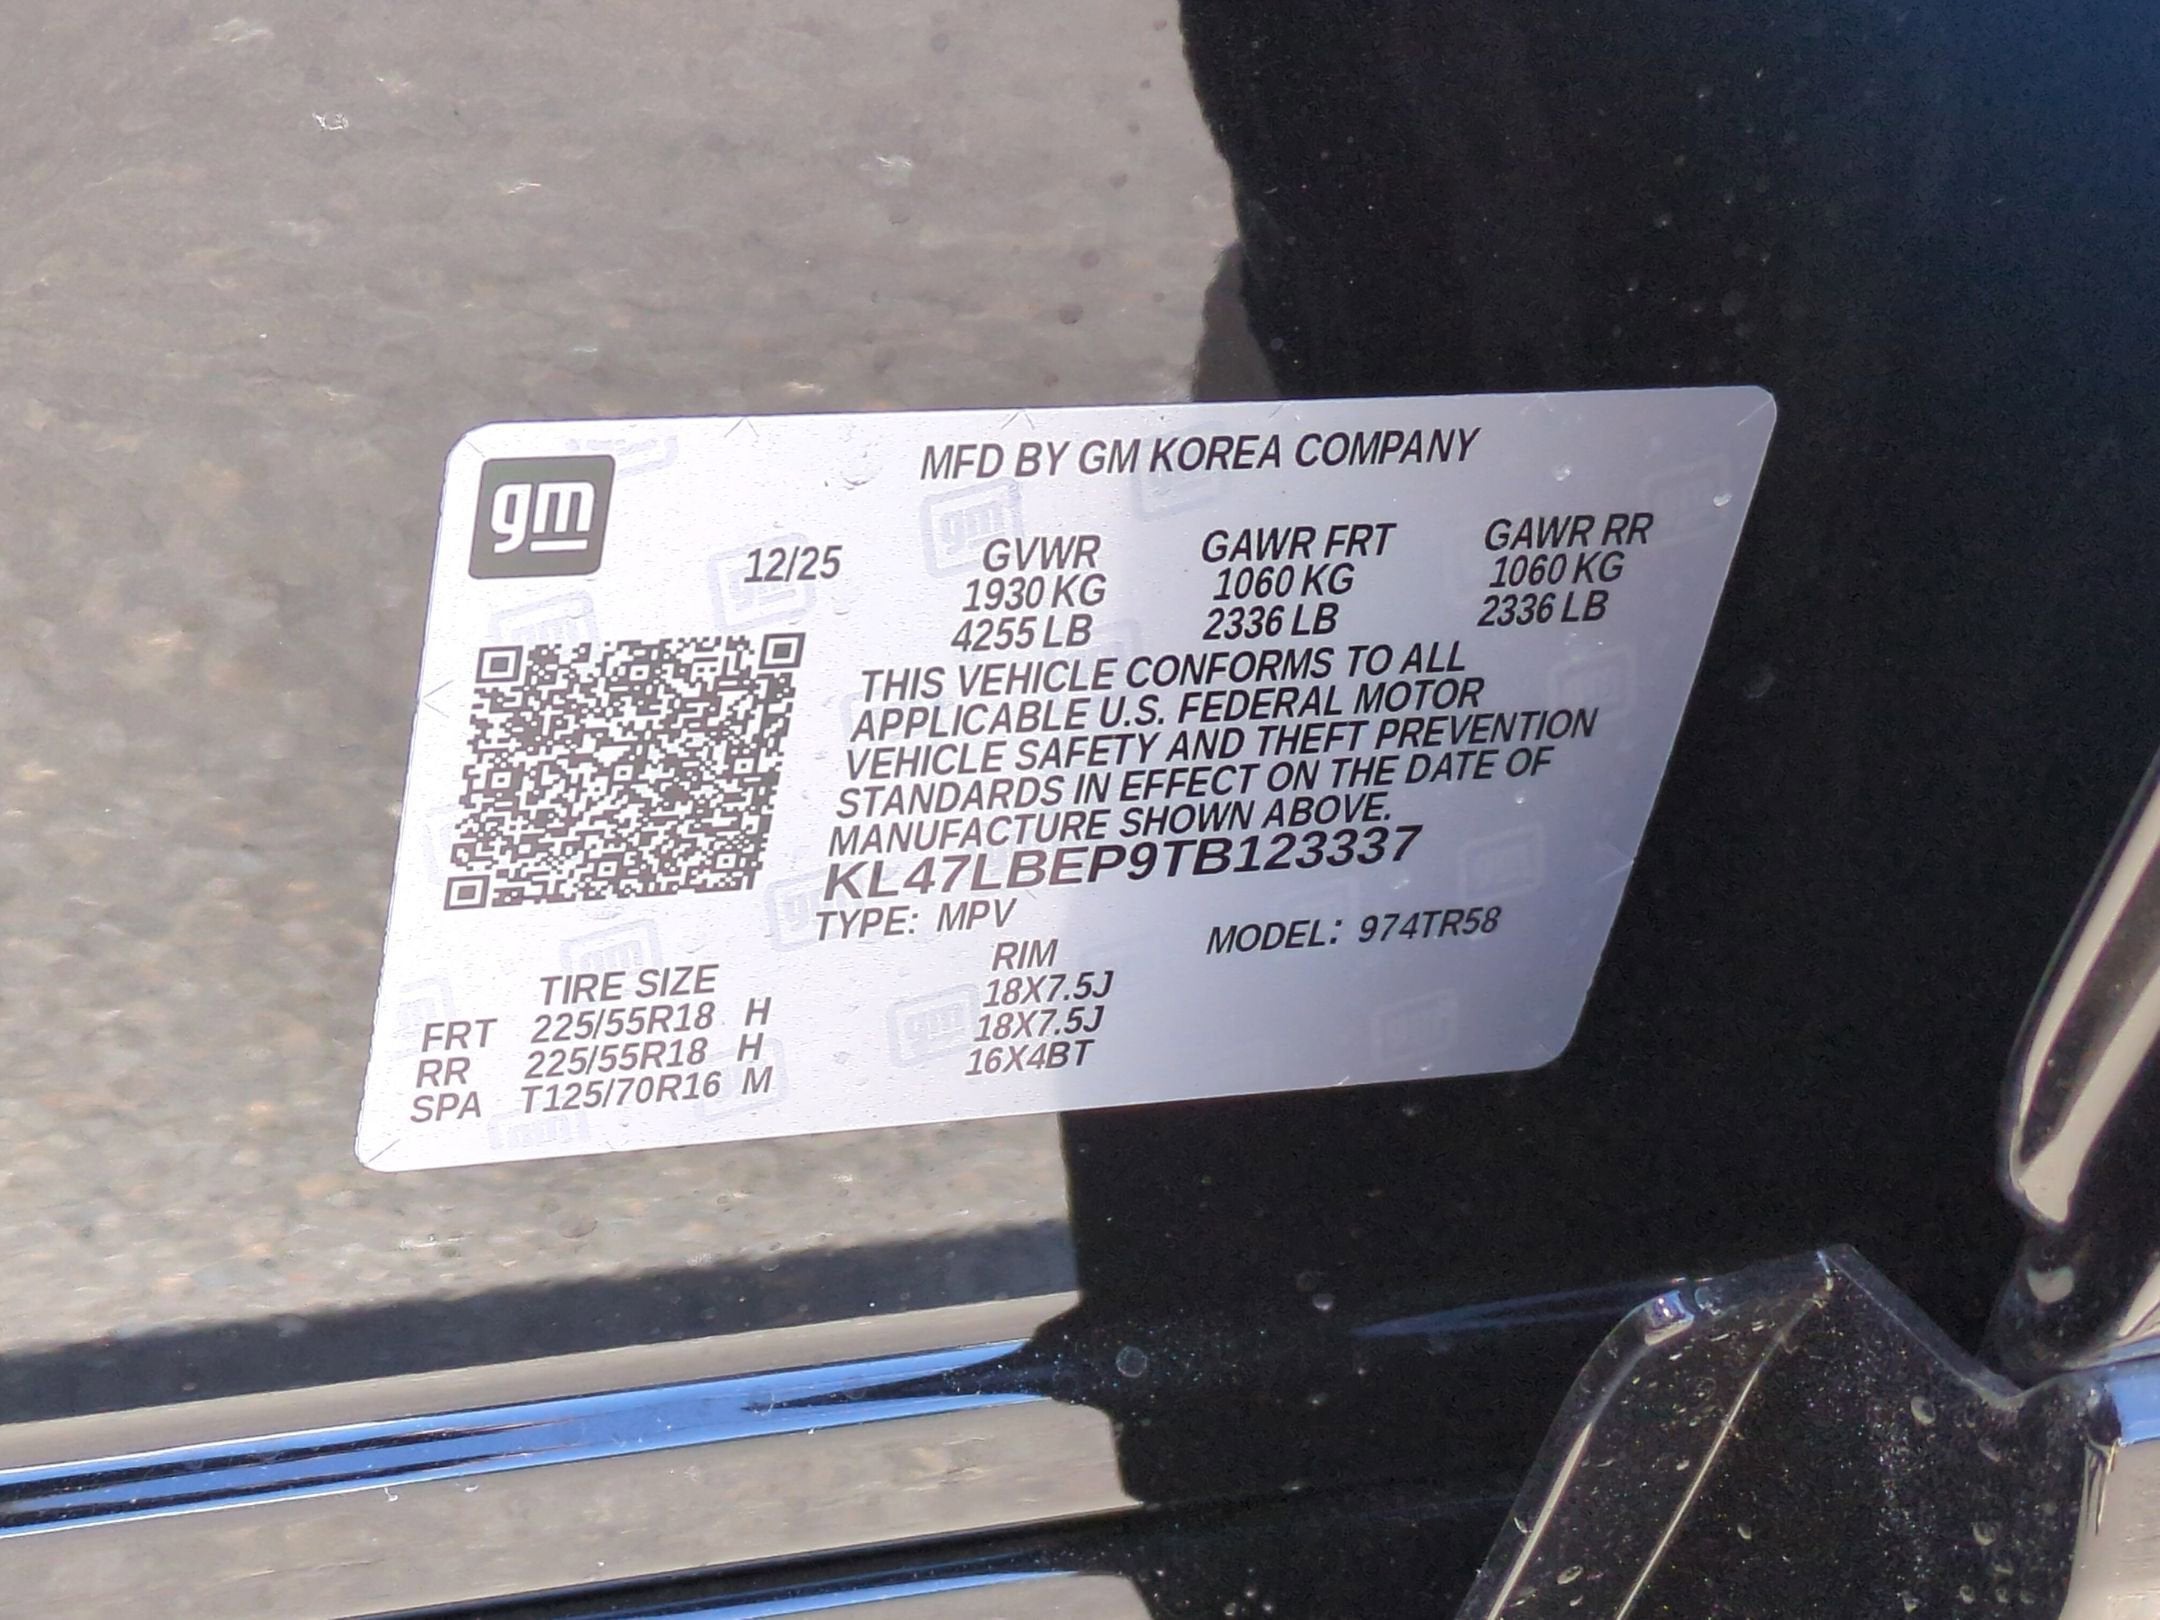 gm
MFD BY GM KOREA COMPANY
12/25
GVWR GAWR FRT GAWR RR
1930 KG 1060 KG 1060 KG
4255 LB 2336 LB 2336 LB
THIS VEHICLE CONFORMS TO ALL
APPLICABLE U.S. FEDERAL MOTOR
VEHICLE SAFETY AND THEFT PREVENTION
STANDARDS IN EFFECT ON THE DATE OF
MANUFACTURE SHOWN ABOVE.
KL47LBEP9TB123337
TYPE: MPV MODEL: 974TR58
TIRE SIZE RIM
FRT 225/55R18 H 18X7.5J
RR 225/55R18 H 18X7.5J
SPA T125/70R16 M 16X4BT